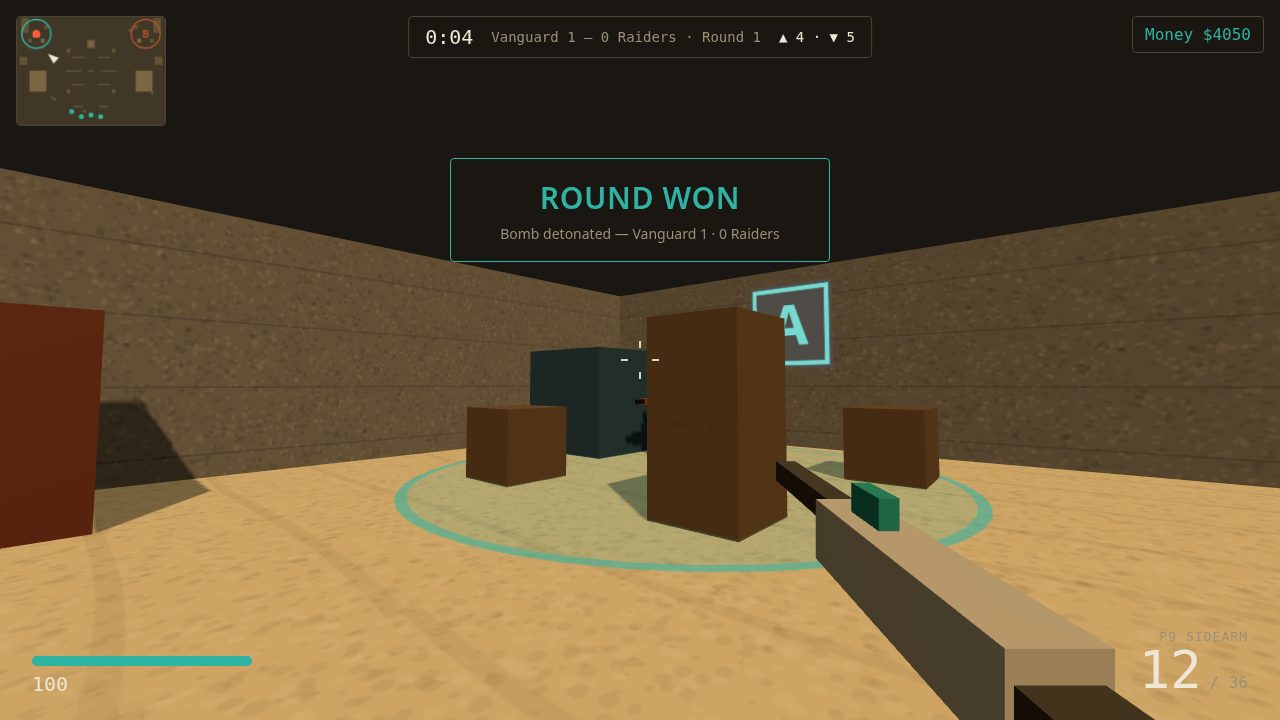 B
0:04 Vanguard 1 — 0 Raiders · Round 1 ▲ 4 · ▼ 5
Money $4050
ROUND WON
Bomb detonated — Vanguard 1 · 0 Raiders
A
100
P9 SIDEARM
12 / 36